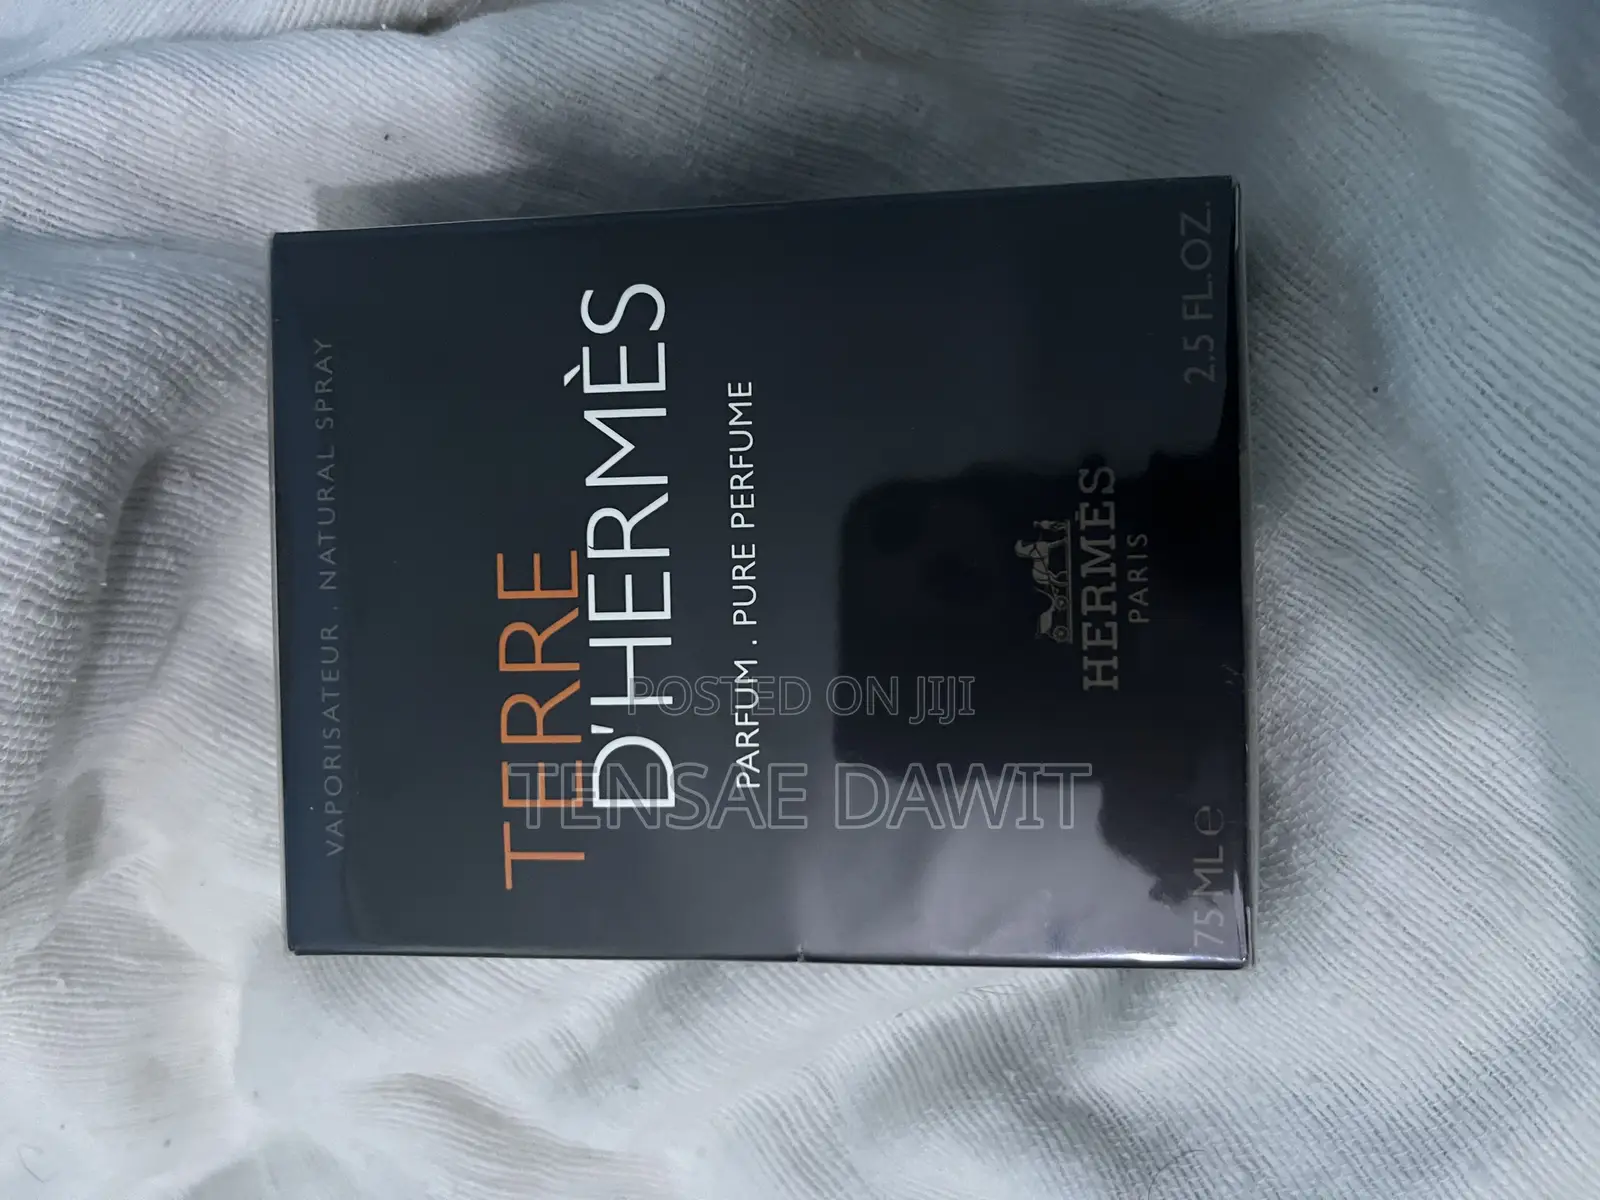 VAPORISATEUR . NATURAL SPRAY
TERRE
D'HERMÈS
PARFUM . PURE PERFUME
HERMÈS
PARIS
75 ML e 2.5 FL.OZ.
POSTED ON JIJI
TENSAE DAWIT